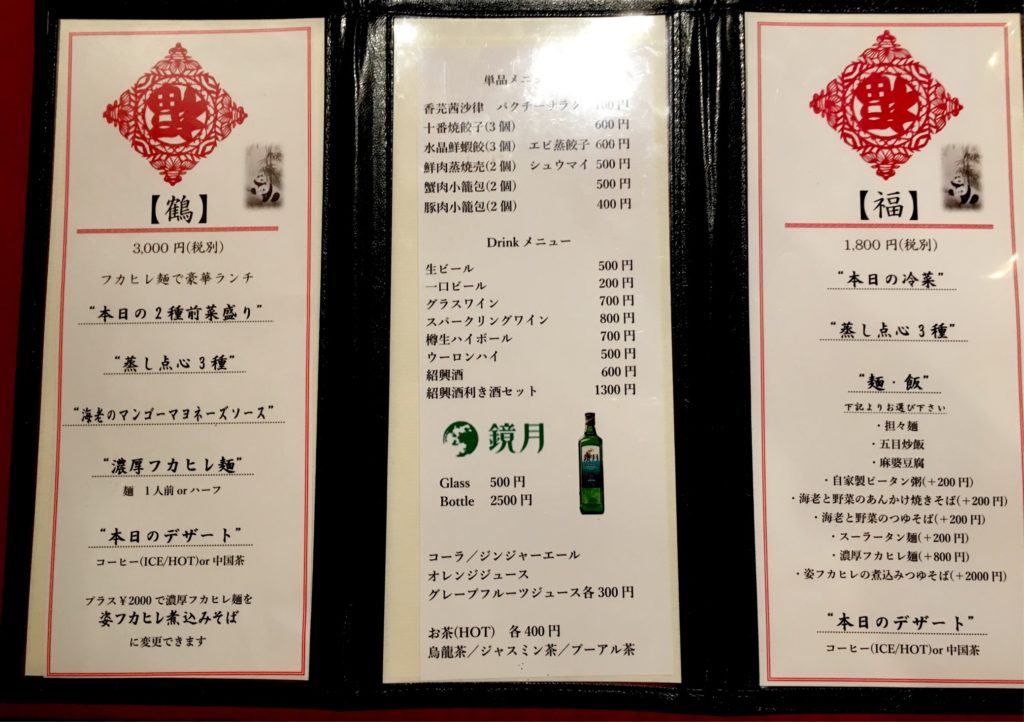 【鶴】
3,000 円(税別)
フカヒレ麺で豪華ランチ
“本日の2種前菜盛り”
“蒸し点心3種”
“海老のマンゴーマヨネーズソース”
“濃厚フカヒレ麺”
麺 1人前orハーフ
“本日のデザート”
コーヒー(ICE/HOT)or 中国茶
プラス¥2000で濃厚フカヒレ麺を
姿フカヒレ煮込みそば
に変更できます
単品メニ
香芫茜沙律 パクチーサラダ 00円
十番焼餃子(3個) 600円
水晶鮮蝦餃(3個) エビ蒸餃子 600円
鮮肉蒸焼売(2個) シュウマイ 500円
蟹肉小籠包(2個) 500円
豚肉小籠包(2個) 400円
Drink メニュー
生ビール 500円
一口ビール 200円
グラスワイン 700円
スパークリングワイン 800円
樽生ハイボール 700円
ウーロンハイ 500円
紹興酒 600円
紹興酒利き酒セット 1300円
鏡月
鏡月
Glass 500円
Bottle 2500円
コーラ/ジンジャーエール
オレンジジュース
グレープフルーツジュース各300円
お茶(HOT) 各400円
烏龍茶/ジャスミン茶/プーアル茶
福
【福】
1,800 円(税別)
“本日の冷菜”
“蒸し点心3種”
“麺・飯”
下記よりお選び下さい
・担々麺
・五目炒飯
・麻婆豆腐
・自家製ピータン粥(+200円)
・海老と野菜のあんかけ焼きそば(+200円)
・海老と野菜のつゆそば(+200円)
・スーラータン麺(+200円)
・濃厚フカヒレ麺(+800円)
・姿フカヒレの煮込みつゆそば(+2000円)
“本日のデザート”
コーヒー(ICE/HOT)or 中国茶